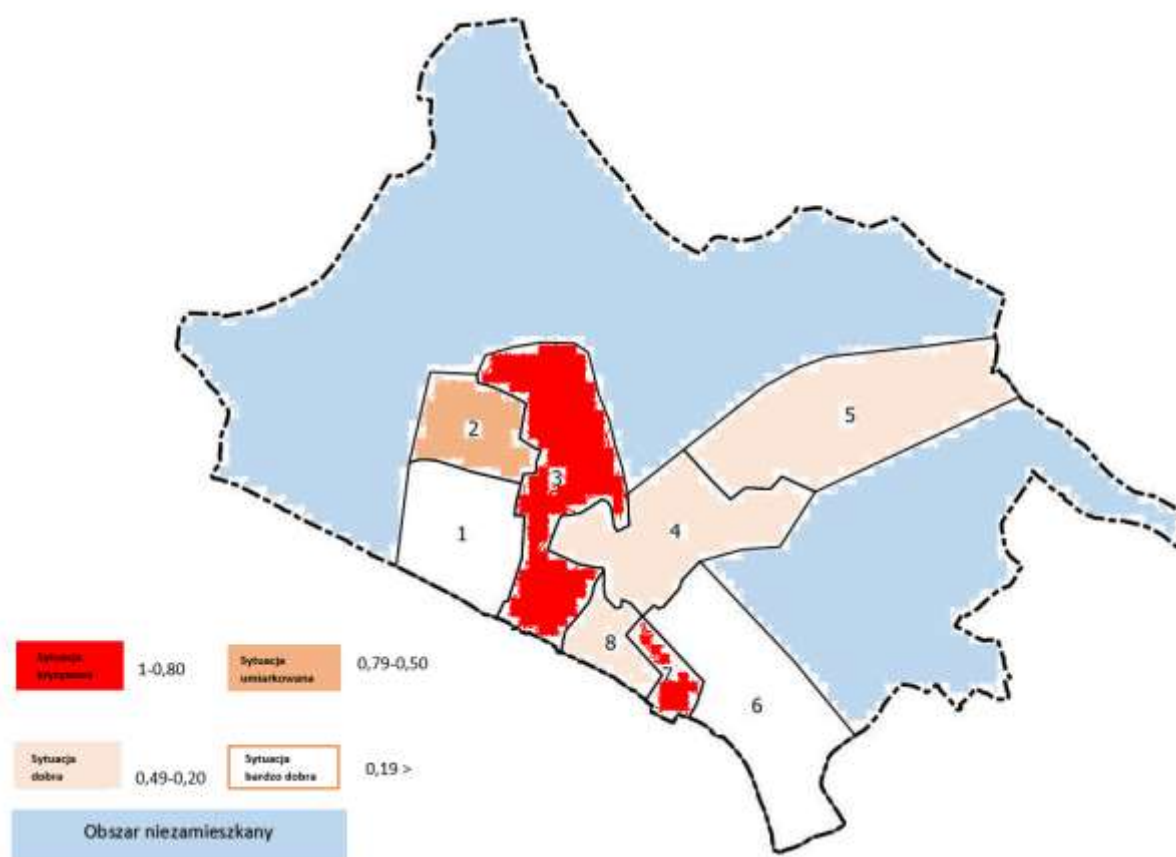 5
2
3
1
4
8
7
6
Sytuacja
kryzysowa
1-0,80
Sytuacja
umiarkowana
0,79-0,50
Sytuacja
dobra
0,49-0,20
Sytuacja
bardzo dobra
0,19 >
Obszar niezamieszkany